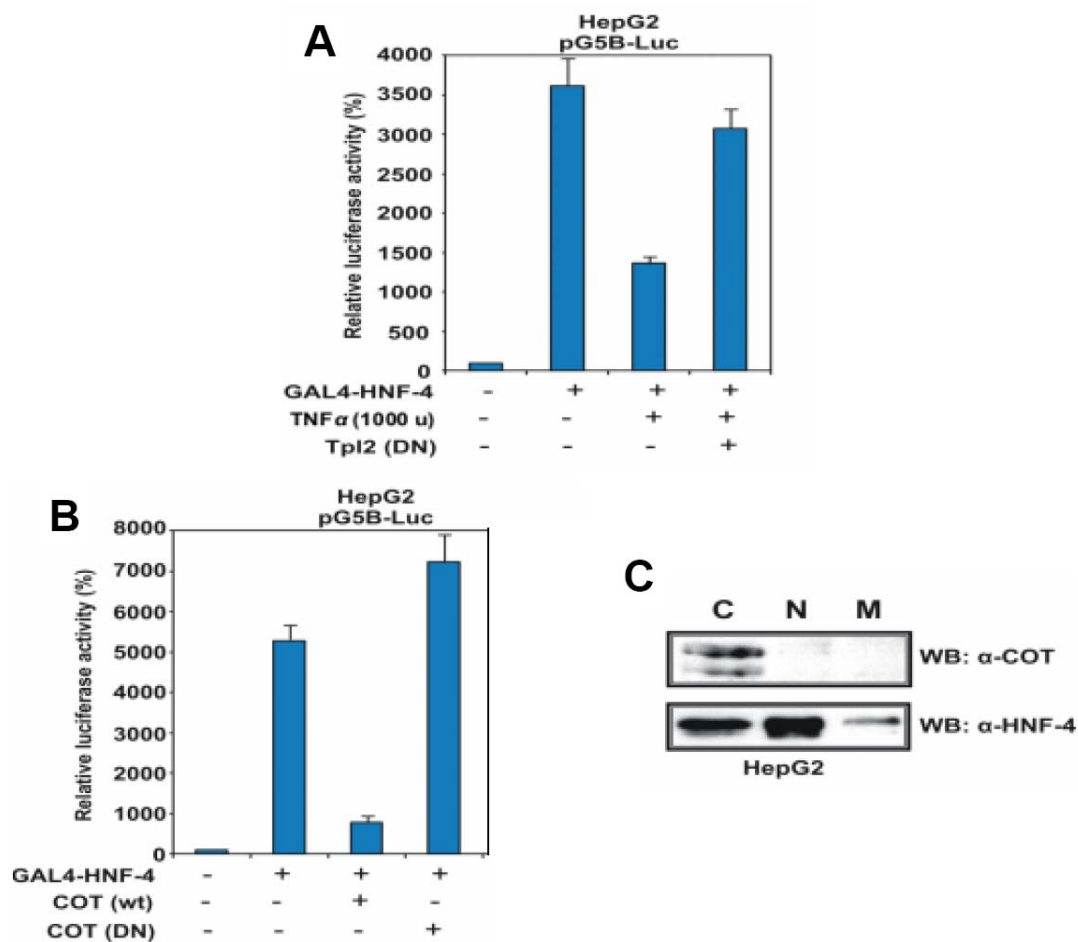 A
HepG2
pG5B-Luc
Relative luciferase activity (%)
4000
3500
3000
2500
2000
1500
1000
500
0
GAL4-HNF-4 - + + +
TNFα (1000 u) - - + +
Tpl2 (DN) - - - +
B
HepG2
pG5B-Luc
Relative luciferase activity (%)
8000
7000
6000
5000
4000
3000
2000
1000
0
GAL4-HNF-4 - + + +
COT (wt) - - + -
COT (DN) - - - +
C
C N M
WB: α-COT
WB: α-HNF-4
HepG2